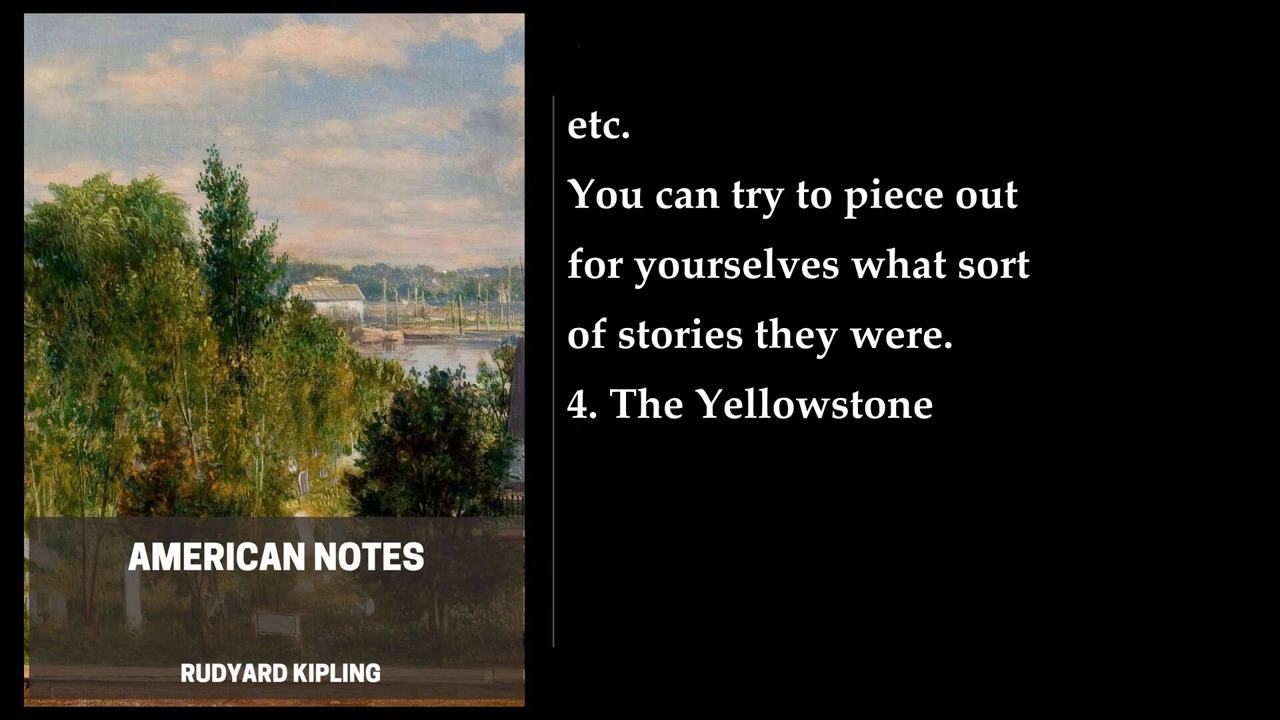 AMERICAN NOTES
RUDYARD KIPLING
etc.
You can try to piece out
for yourselves what sort
of stories they were.
4. The Yellowstone